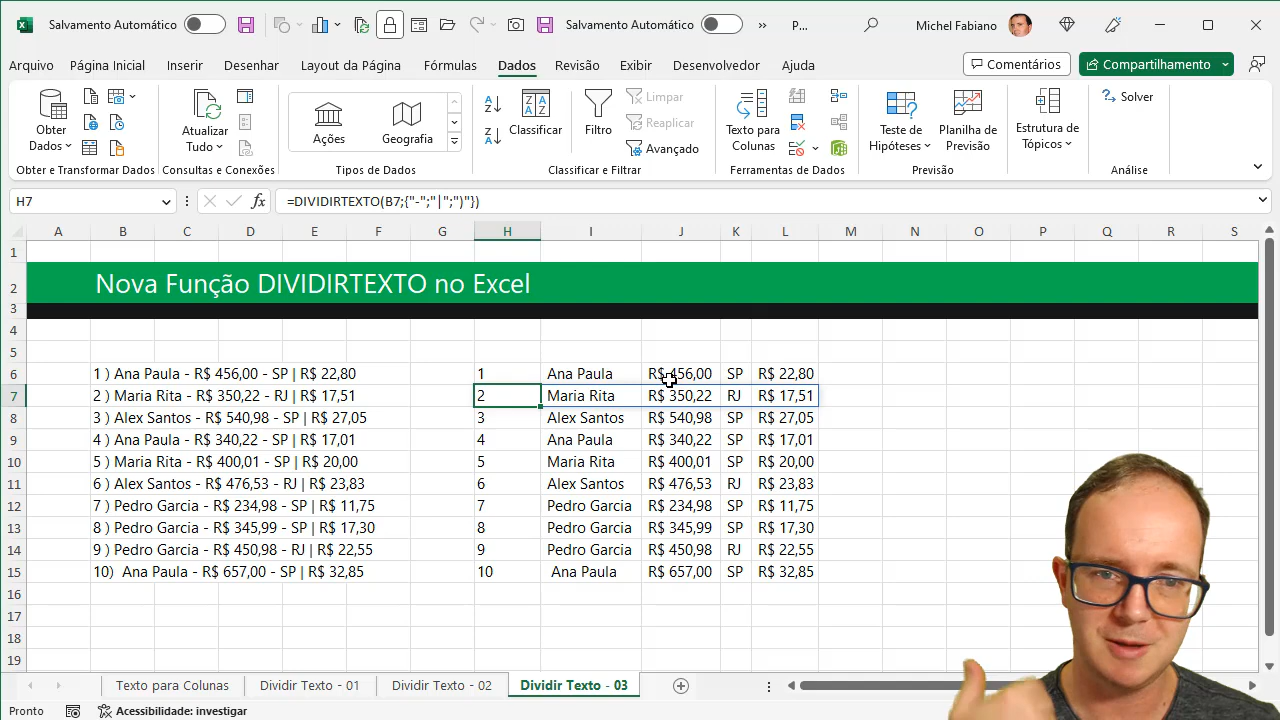 Salvamento Automático Salvamento Automático » P... Michel Fabiano
Arquivo Página Inicial Inserir Desenhar Layout da Página Fórmulas Dados Revisão Exibir Desenvolvedor Ajuda Comentários Compartilhamento
Obter Dados
Atualizar Tudo
Ações Geografia
Classificar
Filtro
Limpar
Reaplicar
Avançado
Texto para Colunas
Teste de Hipóteses
Planilha de Previsão
Estrutura de Tópicos
Solver
Obter e Transformar Dados Consultas e Conexões Tipos de Dados Classificar e Filtrar Ferramentas de Dados Previsão Análise
H7 fx =DIVIDIRTEXTO(B7;{"-";"|";")"})
A B C D E F G H I J K L M N O P Q R S
1
2 Nova Função DIVIDIRTEXTO no Excel
3
4
5
6 1 ) Ana Paula - R$ 456,00 - SP | R$ 22,80 1 Ana Paula R$ 456,00 SP R$ 22,80
7 2 ) Maria Rita - R$ 350,22 - RJ | R$ 17,51 2 Maria Rita R$ 350,22 RJ R$ 17,51
8 3 ) Alex Santos - R$ 540,98 - SP | R$ 27,05 3 Alex Santos R$ 540,98 SP R$ 27,05
9 4 ) Ana Paula - R$ 340,22 - SP | R$ 17,01 4 Ana Paula R$ 340,22 SP R$ 17,01
10 5 ) Maria Rita - R$ 400,01 - SP | R$ 20,00 5 Maria Rita R$ 400,01 SP R$ 20,00
11 6 ) Alex Santos - R$ 476,53 - RJ | R$ 23,83 6 Alex Santos R$ 476,53 RJ R$ 23,83
12 7 ) Pedro Garcia - R$ 234,98 - SP | R$ 11,75 7 Pedro Garcia R$ 234,98 SP R$ 11,75
13 8 ) Pedro Garcia - R$ 345,99 - SP | R$ 17,30 8 Pedro Garcia R$ 345,99 SP R$ 17,30
14 9 ) Pedro Garcia - R$ 450,98 - RJ | R$ 22,55 9 Pedro Garcia R$ 450,98 RJ R$ 22,55
15 10) Ana Paula - R$ 657,00 - SP | R$ 32,85 10 Ana Paula R$ 657,00 SP R$ 32,85
16
17
18
19
Texto para Colunas Dividir Texto - 01 Dividir Texto - 02 Dividir Texto - 03
Pronto Acessibilidade: investigar